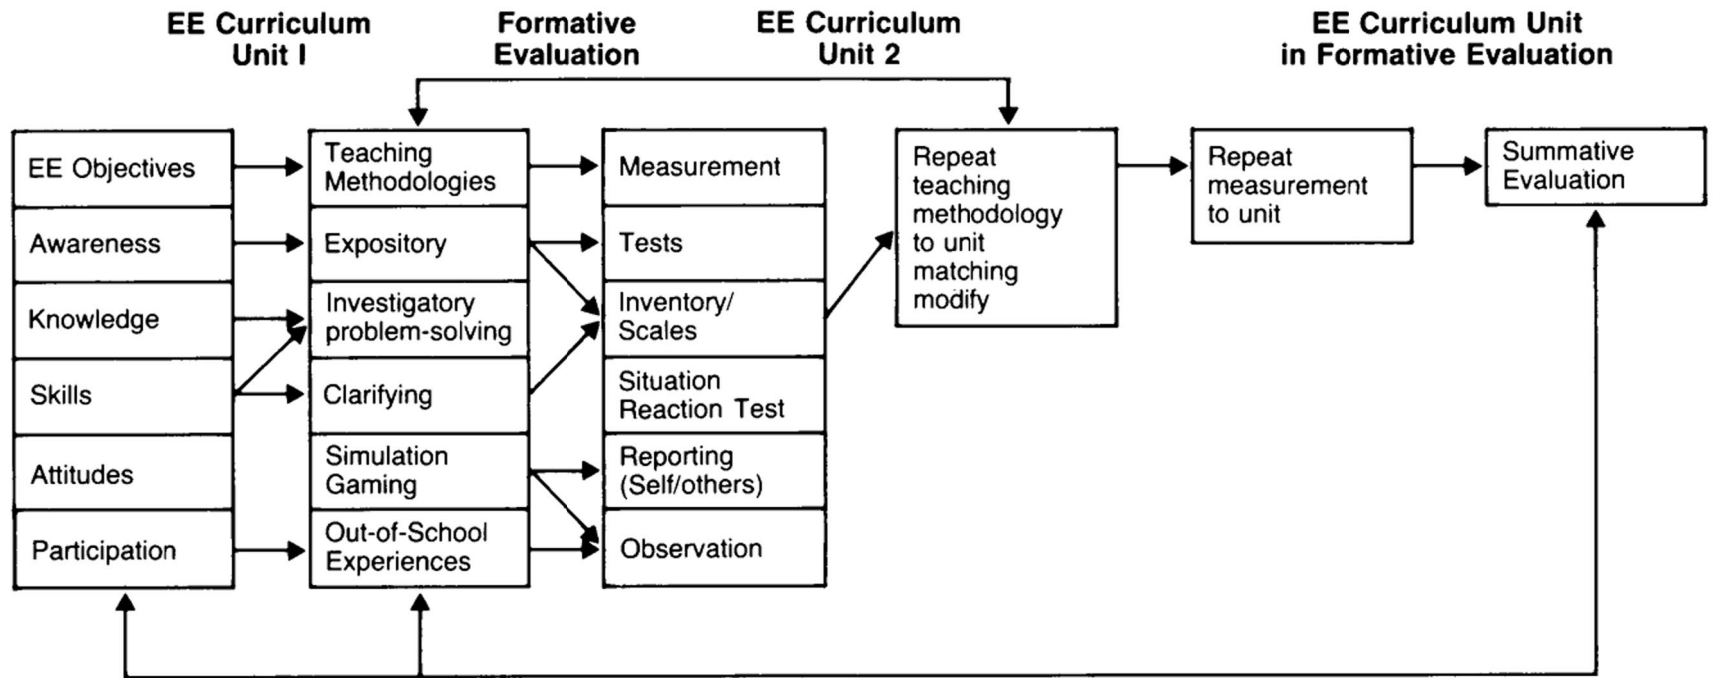 EE Curriculum
Unit I
Formative
Evaluation
EE Curriculum
Unit 2
EE Curriculum Unit
in Formative Evaluation
EE Objectives
Awareness
Knowledge
Skills
Attitudes
Participation
Teaching
Methodologies
Expository
Investigatory
problem-solving
Clarifying
Simulation
Gaming
Out-of-School
Experiences
Measurement
Tests
Inventory/
Scales
Situation
Reaction Test
Reporting
(Self/others)
Observation
Repeat
teaching
methodology
to unit
matching
modify
Repeat
measurement
to unit
Summative
Evaluation